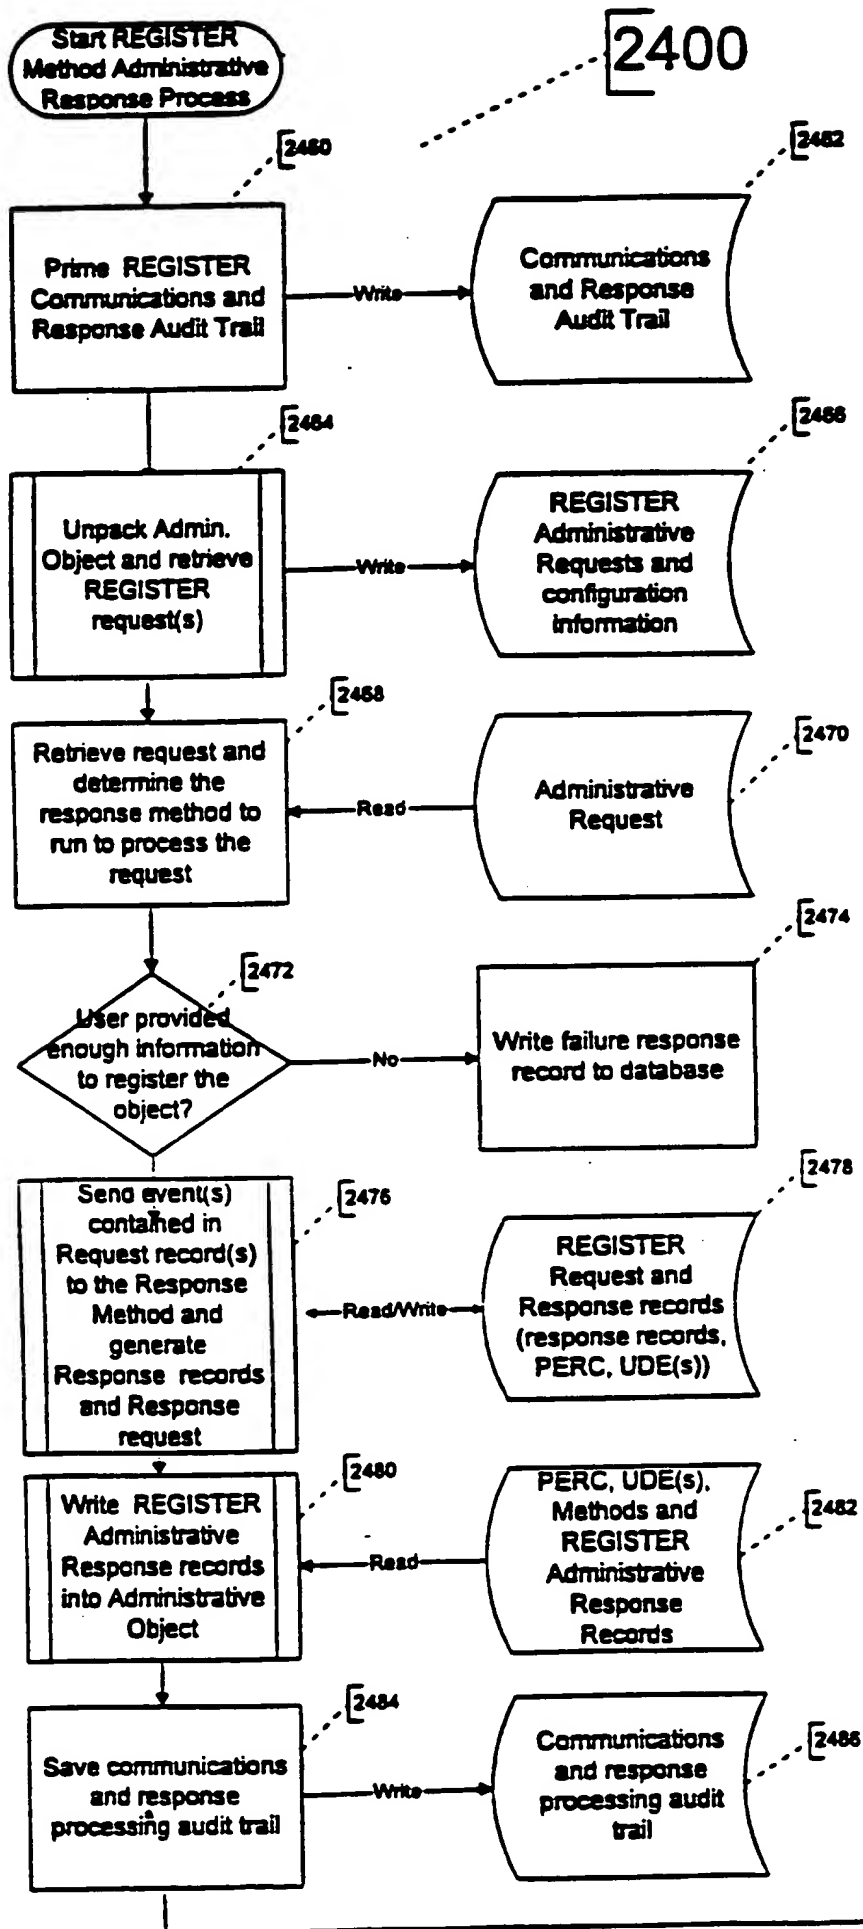 Start REGISTER
Method Administrative
Response Process
2400
2460
2462
Prime REGISTER
Communications and
Response Audit Trail
Write
Communications
and Response
Audit Trail
2464
2466
Unpack Admin.
Object and retrieve
REGISTER
request(s)
Write
REGISTER
Administrative
Requests and
configuration
information
2468
2470
Retrieve request and
determine the
response method to
run to process the
request
Read
Administrative
Request
2472
2474
User provided
enough information
to register the
object?
No
Write failure response
record to database
2476
2478
Send event(s)
contained in
Request record(s)
to the Response
Method and
generate
Response records
and Response
request
Read/Write
REGISTER
Request and
Response records
(response records,
PERC, UDE(s))
2480
2482
Write REGISTER
Administrative
Response records
into Administrative
Object
Read
PERC, UDE(s),
Methods and
REGISTER
Administrative
Response
Records
2484
2486
Save communications
and response
processing audit trail
Write
Communications
and response
processing audit
trail